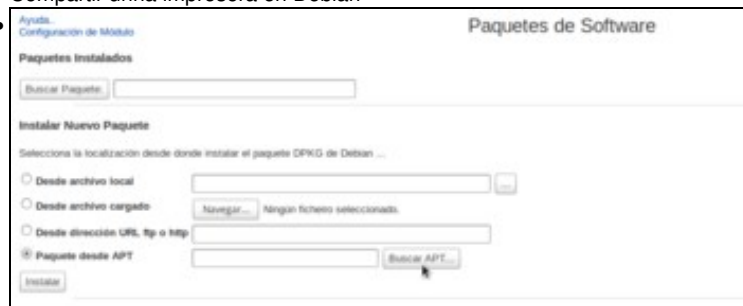 Compartir unha impresora en Debian
Ayuda..
Configuración de Módulo
Paquetes de Software
Paquetes Instalados
Buscar Paquete:
Instalar Nuevo Paquete
Selecciona la localización desde donde instalar el paquete DPKG de Debian ...
Desde archivo local
...
Desde archivo cargado Navegar... Ningún fichero seleccionado.
Desde dirección URL, ftp o http
Paquete desde APT Buscar APT...
Instalar